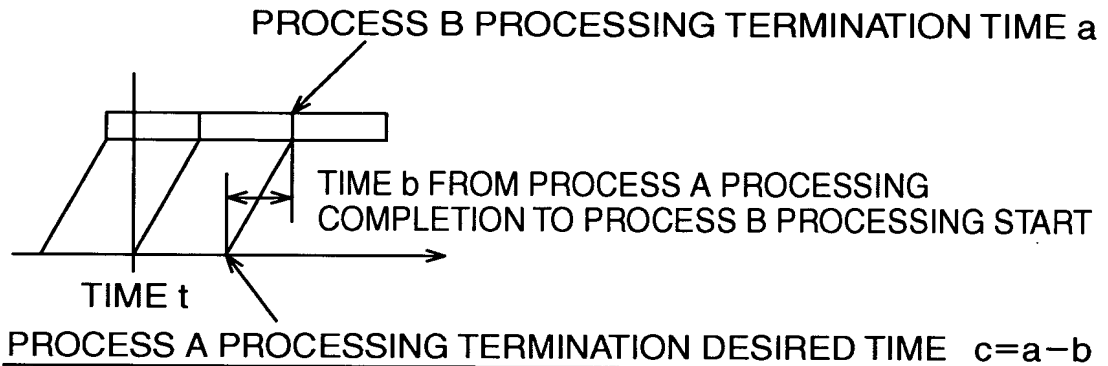 PROCESS B PROCESSING TERMINATION TIME a
TIME b FROM PROCESS A PROCESSING
COMPLETION TO PROCESS B PROCESSING START
TIME t
PROCESS A PROCESSING TERMINATION DESIRED TIME c=a−b